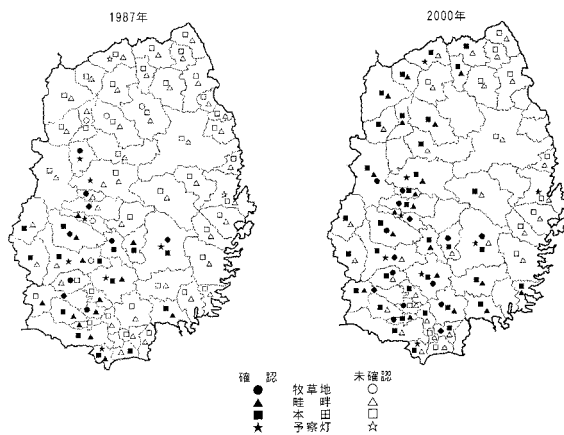 1987年
2000年
確 認 未確認
● 牧草地 ○
▲ 畦 畔 △
■ 本 田 □
★ 予察灯 ☆